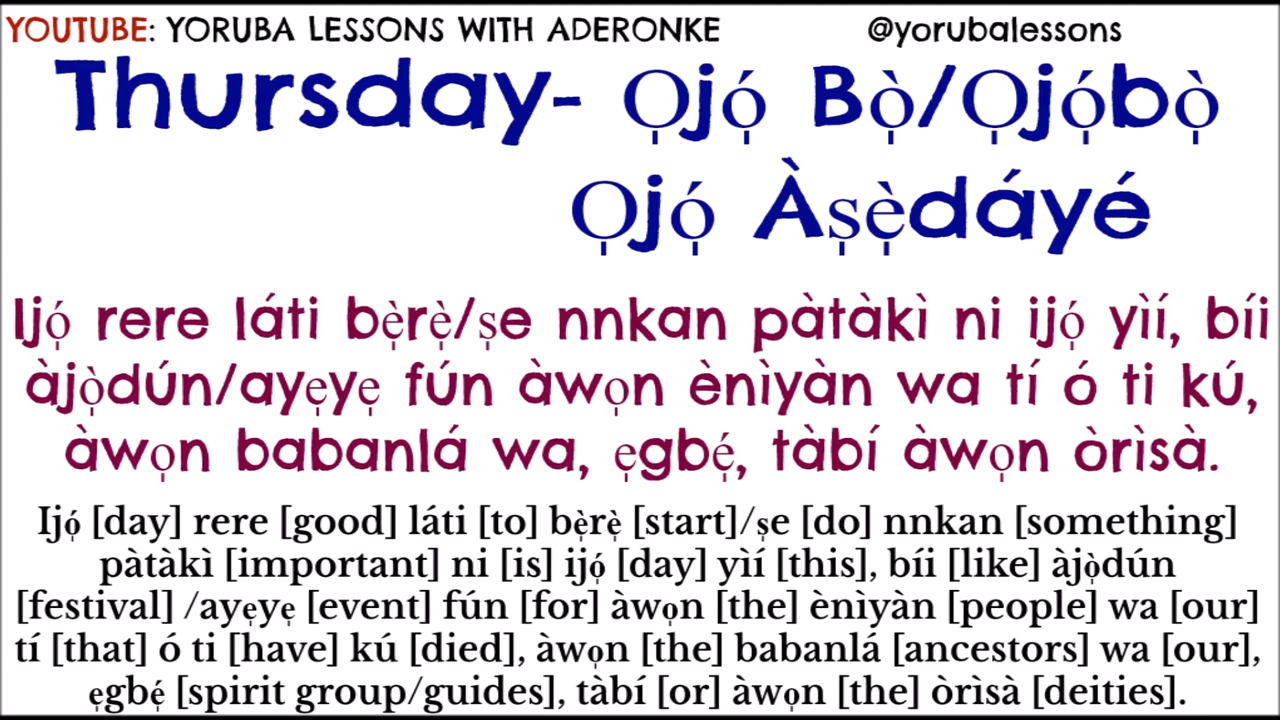 YOUTUBE: YORUBA LESSONS WITH ADERONKE @yorubalessons
Thursday- Ọjọ́ Bọ̀/Ọjọ́bọ̀
Ọjọ́ Àṣẹ̀dáyé
Ijọ́ rere láti bẹ̀rẹ̀/ṣe nnkan pàtàkì ni ijọ́ yìí, bíi
àjọ̀dún/ayẹyẹ fún àwọn ènìyàn wa tí ó ti kú,
àwọn babanlá wa, ẹgbẹ́, tàbí àwọn òrìsà.
Ijọ́ [day] rere [good] láti [to] bẹ̀rẹ̀ [start]/ṣe [do] nnkan [something]
pàtàkì [important] ni [is] ijọ́ [day] yìí [this], bíi [like] àjọ̀dún
[festival] /ayẹyẹ [event] fún [for] àwọn [the] ènìyàn [people] wa [our]
tí [that] ó ti [have] kú [died], àwọn [the] babanlá [ancestors] wa [our],
ẹgbẹ́ [spirit group/guides], tàbí [or] àwọn [the] òrìsà [deities].